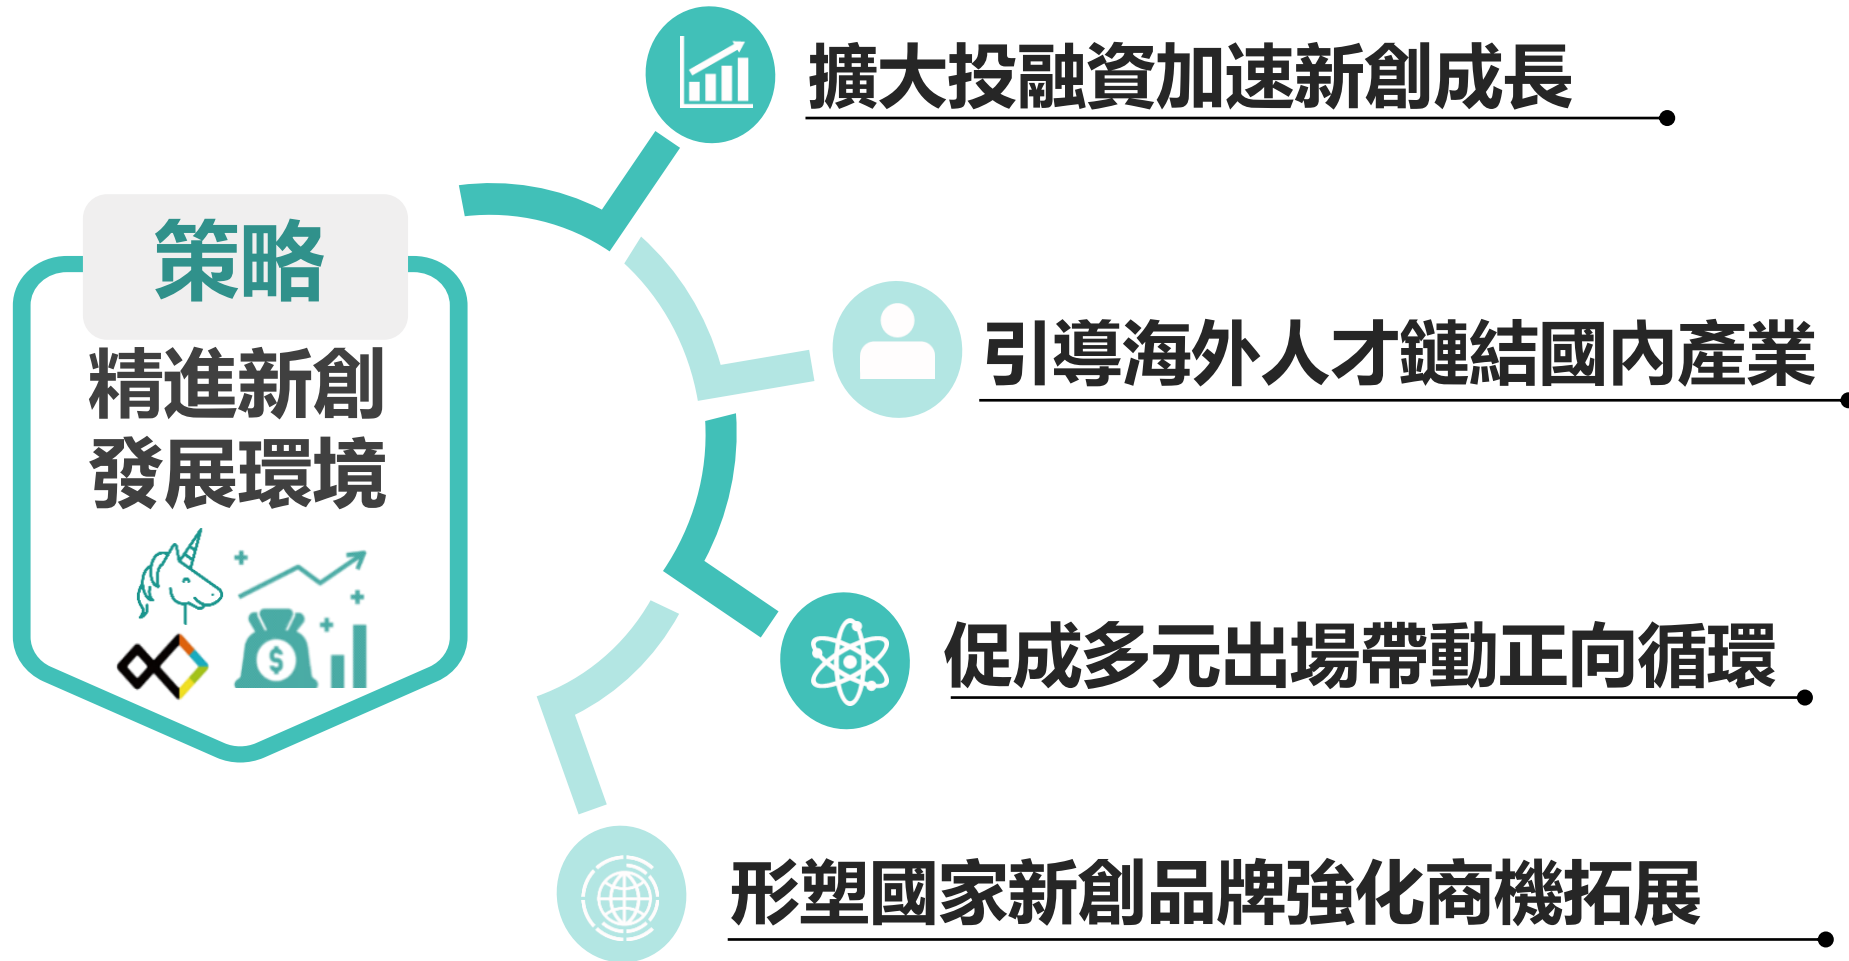 策略
精進新創
發展環境
擴大投融資加速新創成長
引導海外人才鏈結國內產業
促成多元出場帶動正向循環
形塑國家新創品牌強化商機拓展
$